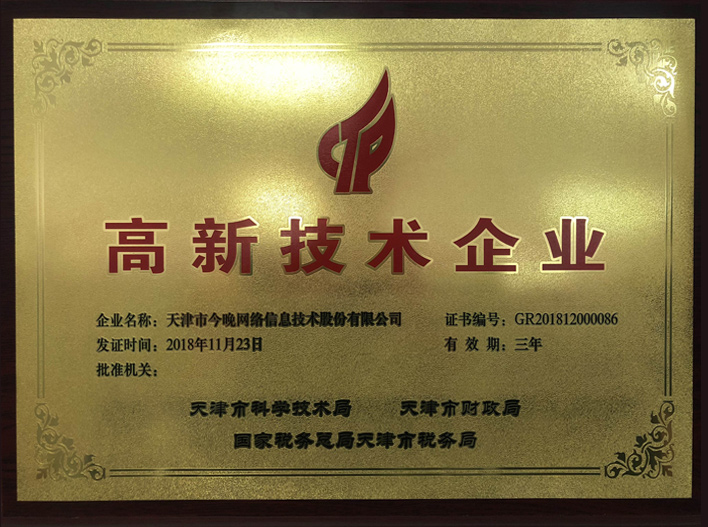 高新技术企业
企业名称：天津市今晚网络信息技术股份有限公司 证书编号：GR201812000086
发证时间：2018年11月23日 有 效 期：三年
批准机关：
天津市科学技术局 天津市财政局
国家税务总局天津市税务局